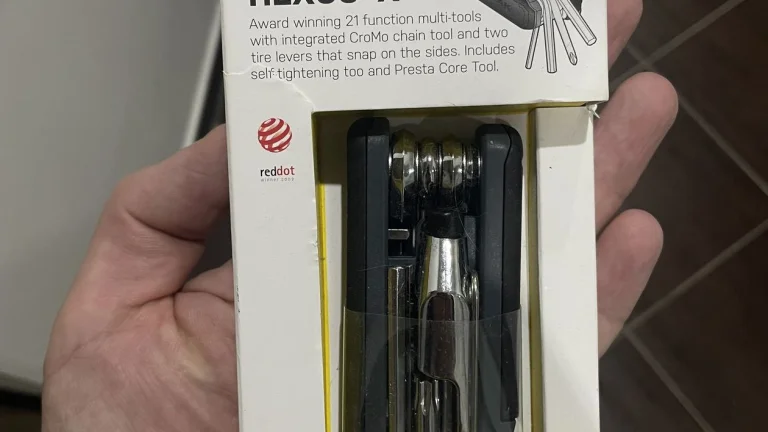 Award winning 21 function multi-tools
with integrated CroMo chain tool and two
tire levers that snap on the sides. Includes
self tightening too and Presta Core Tool.
reddot